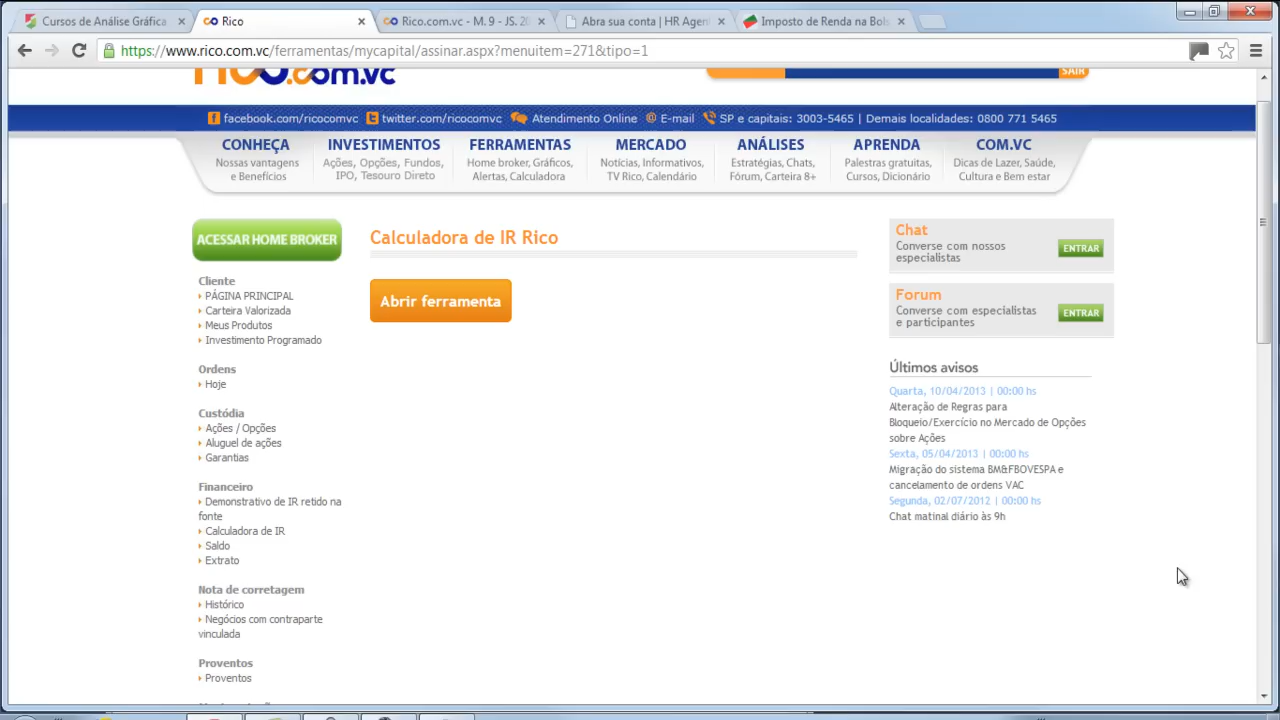 Cursos de Análise Gráfica
Rico
Rico.com.vc - M. 9 - JS. 20
Abra sua conta | HR Agen
Imposto de Renda na Bols
https://www.rico.com.vc/ferramentas/mycapital/assinar.aspx?menuitem=271&tipo=1
rico.com.vc
SAIR
facebook.com/ricocomvc
twitter.com/ricocomvc
Atendimento Online
E-mail
SP e capitais: 3003-5465 | Demais localidades: 0800 771 5465
CONHEÇA
Nossas vantagens
e Benefícios
INVESTIMENTOS
Ações, Opções, Fundos,
IPO, Tesouro Direto
FERRAMENTAS
Home broker, Gráficos,
Alertas, Calculadora
MERCADO
Notícias, Informativos,
TV Rico, Calendário
ANÁLISES
Estratégias, Chats,
Fórum, Carteira 8+
APRENDA
Palestras gratuitas,
Cursos, Dicionário
COM.VC
Dicas de Lazer, Saúde,
Cultura e Bem estar
ACESSAR HOME BROKER
Cliente
PÁGINA PRINCIPAL
Carteira Valorizada
Meus Produtos
Investimento Programado
Ordens
Hoje
Custódia
Ações / Opções
Aluguel de ações
Garantias
Financeiro
Demonstrativo de IR retido na
fonte
Calculadora de IR
Saldo
Extrato
Nota de corretagem
Histórico
Negócios com contraparte
vinculada
Proventos
Proventos
Calculadora de IR Rico
Abrir ferramenta
Chat
Converse com nossos
especialistas
ENTRAR
Forum
Converse com especialistas
e participantes
ENTRAR
Últimos avisos
Quarta, 10/04/2013 | 00:00 hs
Alteração de Regras para
Bloqueio/Exercício no Mercado de Opções
sobre Ações
Sexta, 05/04/2013 | 00:00 hs
Migração do sistema BM&FBOVESPA e
cancelamento de ordens VAC
Segunda, 02/07/2012 | 00:00 hs
Chat matinal diário às 9h